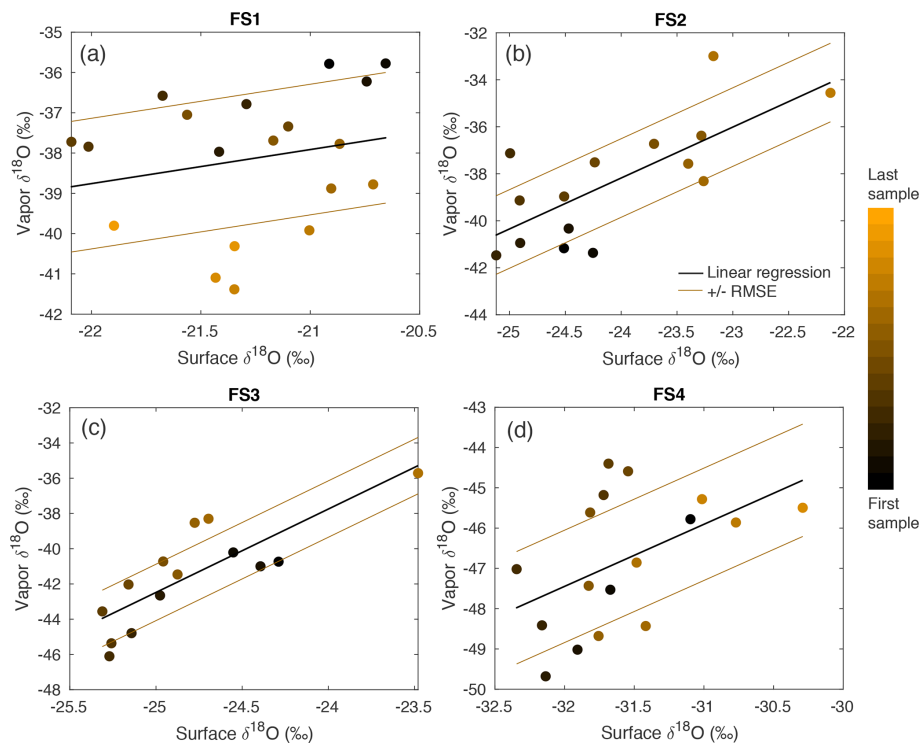 FS1
(a)
Vapor δ¹⁸O (‰)
-35
-36
-37
-38
-39
-40
-41
-42
-22
-21.5
-21
-20.5
Surface δ¹⁸O (‰)
FS2
(b)
Vapor δ¹⁸O (‰)
-32
-34
-36
-38
-40
-42
-44
-25
-24.5
-24
-23.5
-23
-22.5
-22
Surface δ¹⁸O (‰)
Linear regression
+/- RMSE
Last
sample
First
sample
FS3
(c)
Vapor δ¹⁸O (‰)
-32
-34
-36
-38
-40
-42
-44
-46
-48
-25.5
-25
-24.5
-24
-23.5
Surface δ¹⁸O (‰)
FS4
(d)
Vapor δ¹⁸O (‰)
-43
-44
-45
-46
-47
-48
-49
-50
-32.5
-32
-31.5
-31
-30.5
-30
Surface δ¹⁸O (‰)